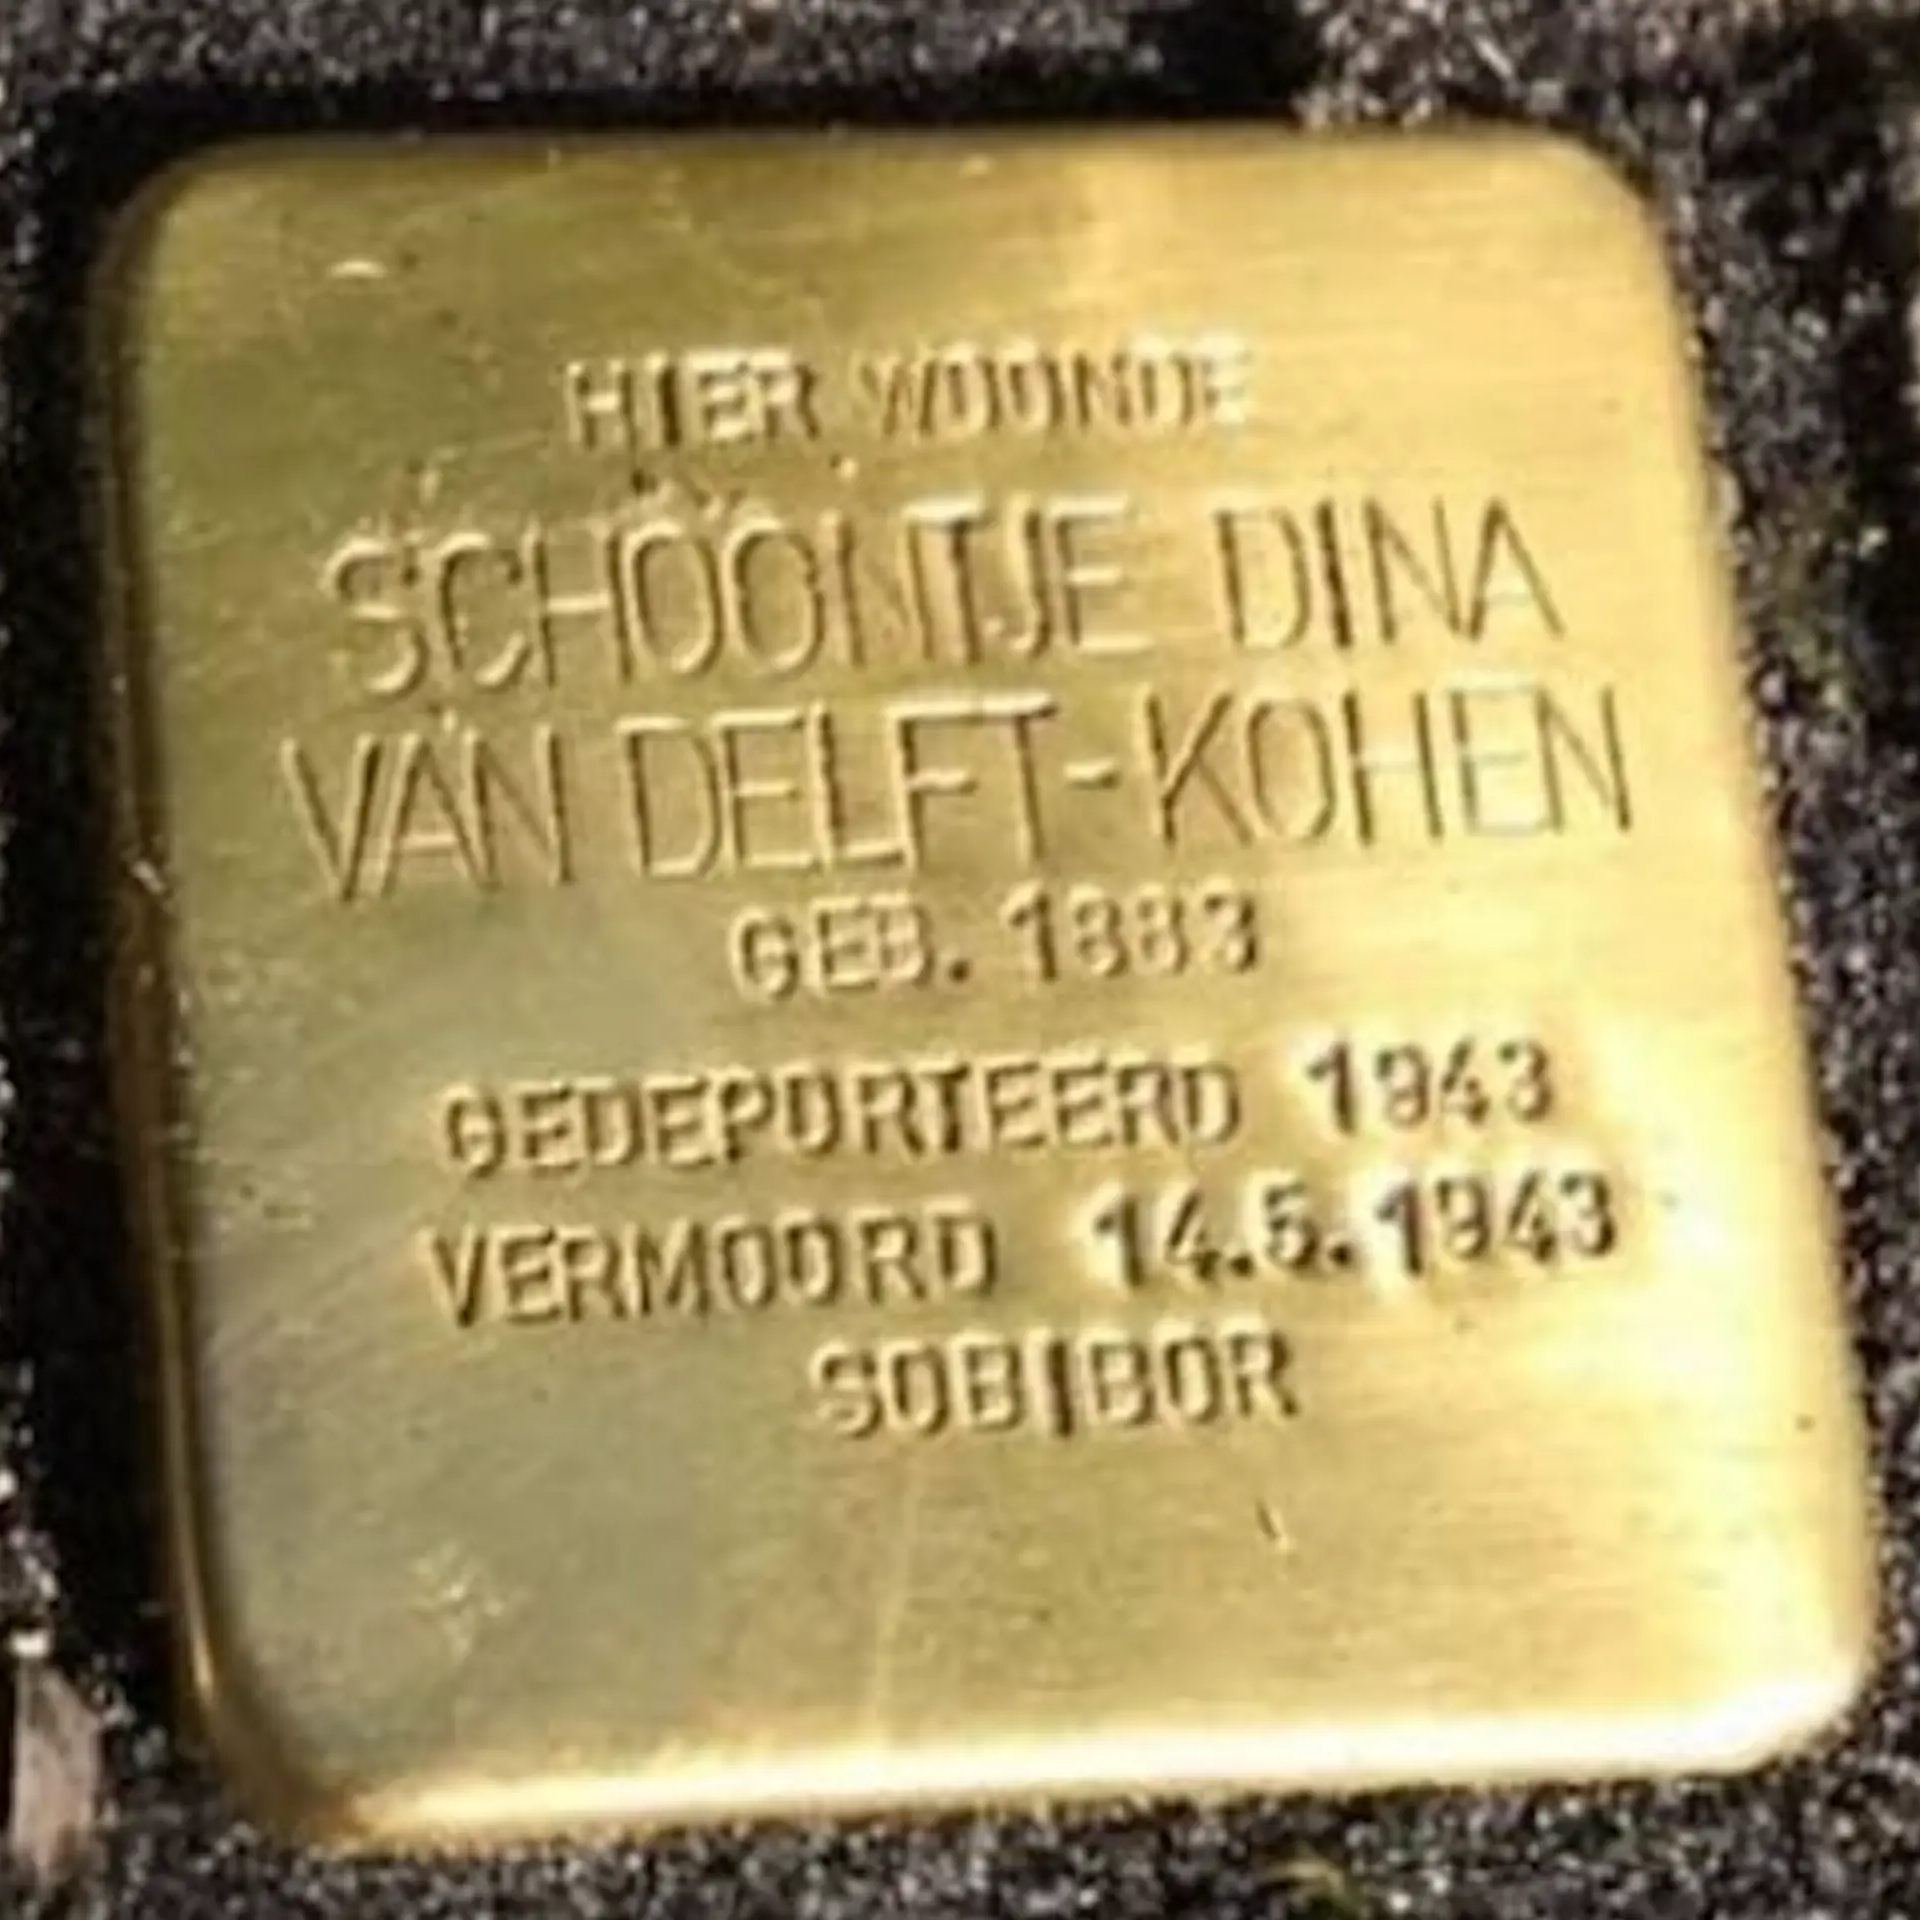 HIER WOONDE
SCHOONTJE DINA
VAN DELFT-KOHEN
GEB. 1883
GEDEPORTEERD 1943
VERMOORD 14.5.1943
SOBIBOR